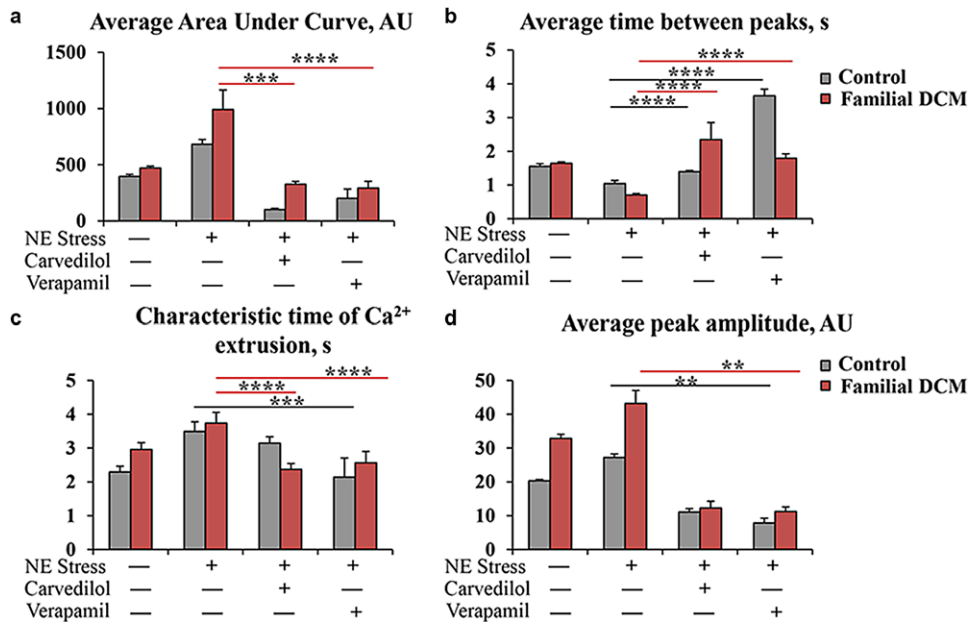 a
Average Area Under Curve, AU
1500
1000
500
0
****
***
NE Stress — + + +
Carvedilol — — + —
Verapamil — — — +
b
Average time between peaks, s
5
4
3
2
1
0
****
****
****
****
Control
Familial DCM
NE Stress — + + +
Carvedilol — — + —
Verapamil — — — +
c
Characteristic time of Ca²⁺
extrusion, s
5
4
3
2
1
0
****
****
***
NE Stress — + + +
Carvedilol — — + —
Verapamil — — — +
d
Average peak amplitude, AU
50
40
30
20
10
0
**
**
Control
Familial DCM
NE Stress — + + +
Carvedilol — — + —
Verapamil — — — +